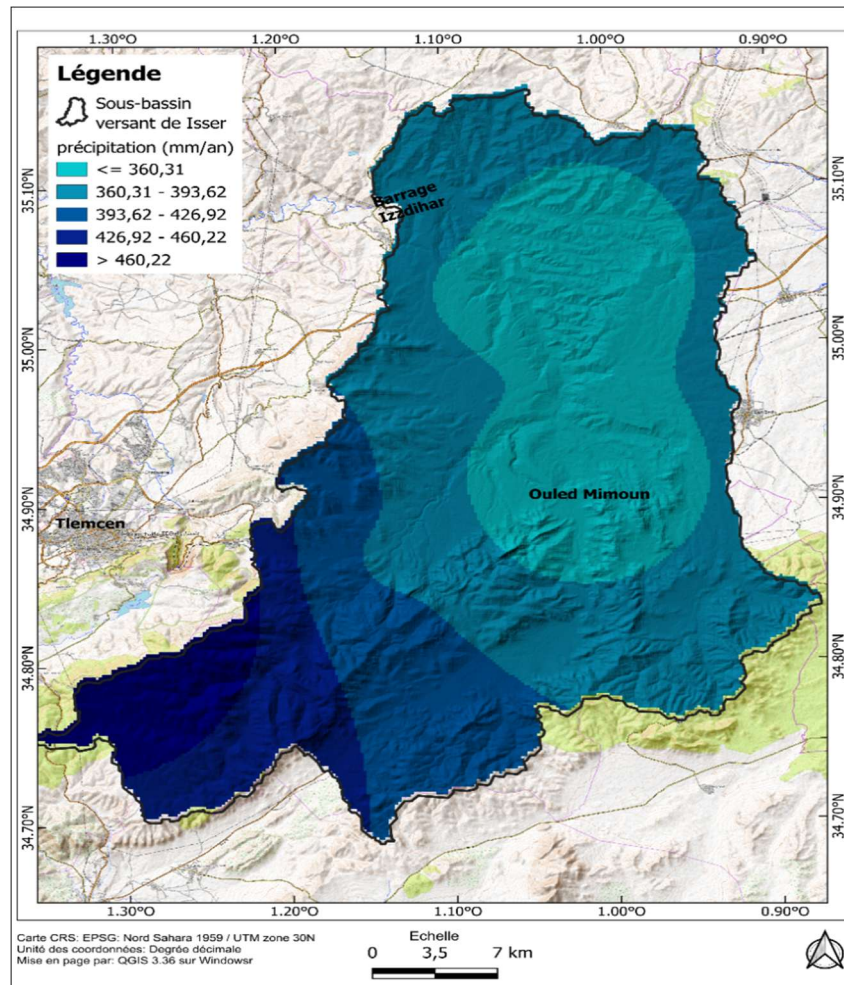 1.30°O 1.20°O 1.10°O 1.00°O 0.90°O
Légende
Sous-bassin
versant de Isser
précipitation (mm/an)
<= 360,31
360,31 - 393,62
393,62 - 426,92
426,92 - 460,22
> 460,22
35.10°N 35.10°N
Barrage
Izzdihar
35.00°N 35.00°N
34.90°N 34.90°N
Ouled Mimoun
Tlemcen
34.80°N 34.80°N
34.70°N 34.70°N
1.30°O 1.20°O 1.10°O 1.00°O 0.90°O
Carte CRS: EPSG: Nord Sahara 1959 / UTM zone 30N
Unité des coordonnées: Degrée décimale
Mise en page par: QGIS 3.36 sur Windowsr
Echelle
0 3,5 7 km